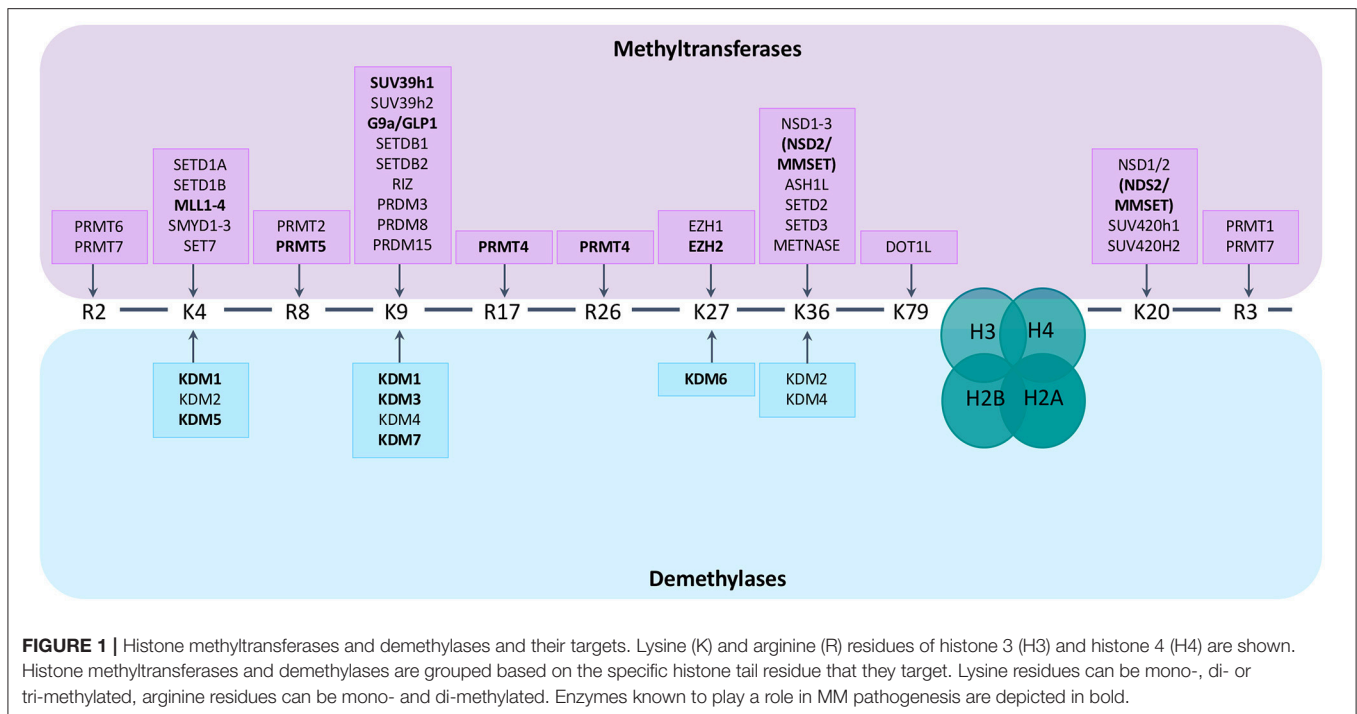 Methyltransferases
PRMT6
PRMT7
SETD1A
SETD1B
MLL1-4
SMYD1-3
SET7
PRMT2
PRMT5
SUV39h1
SUV39h2
G9a/GLP1
SETDB1
SETDB2
RIZ
PRDM3
PRDM8
PRDM15
PRMT4
PRMT4
EZH1
EZH2
NSD1-3
(NSD2/
MMSET)
ASH1L
SETD2
SETD3
METNASE
DOT1L
NSD1/2
(NDS2/
MMSET)
SUV420h1
SUV420H2
PRMT1
PRMT7
R2 K4 R8 K9 R17 R26 K27 K36 K79 K20 R3
H3 H4
H2B H2A
KDM1
KDM2
KDM5
KDM1
KDM3
KDM4
KDM7
KDM6
KDM2
KDM4
Demethylases
FIGURE 1 | Histone methyltransferases and demethylases and their targets. Lysine (K) and arginine (R) residues of histone 3 (H3) and histone 4 (H4) are shown.
Histone methyltransferases and demethylases are grouped based on the specific histone tail residue that they target. Lysine residues can be mono-, di- or
tri-methylated, arginine residues can be mono- and di-methylated. Enzymes known to play a role in MM pathogenesis are depicted in bold.